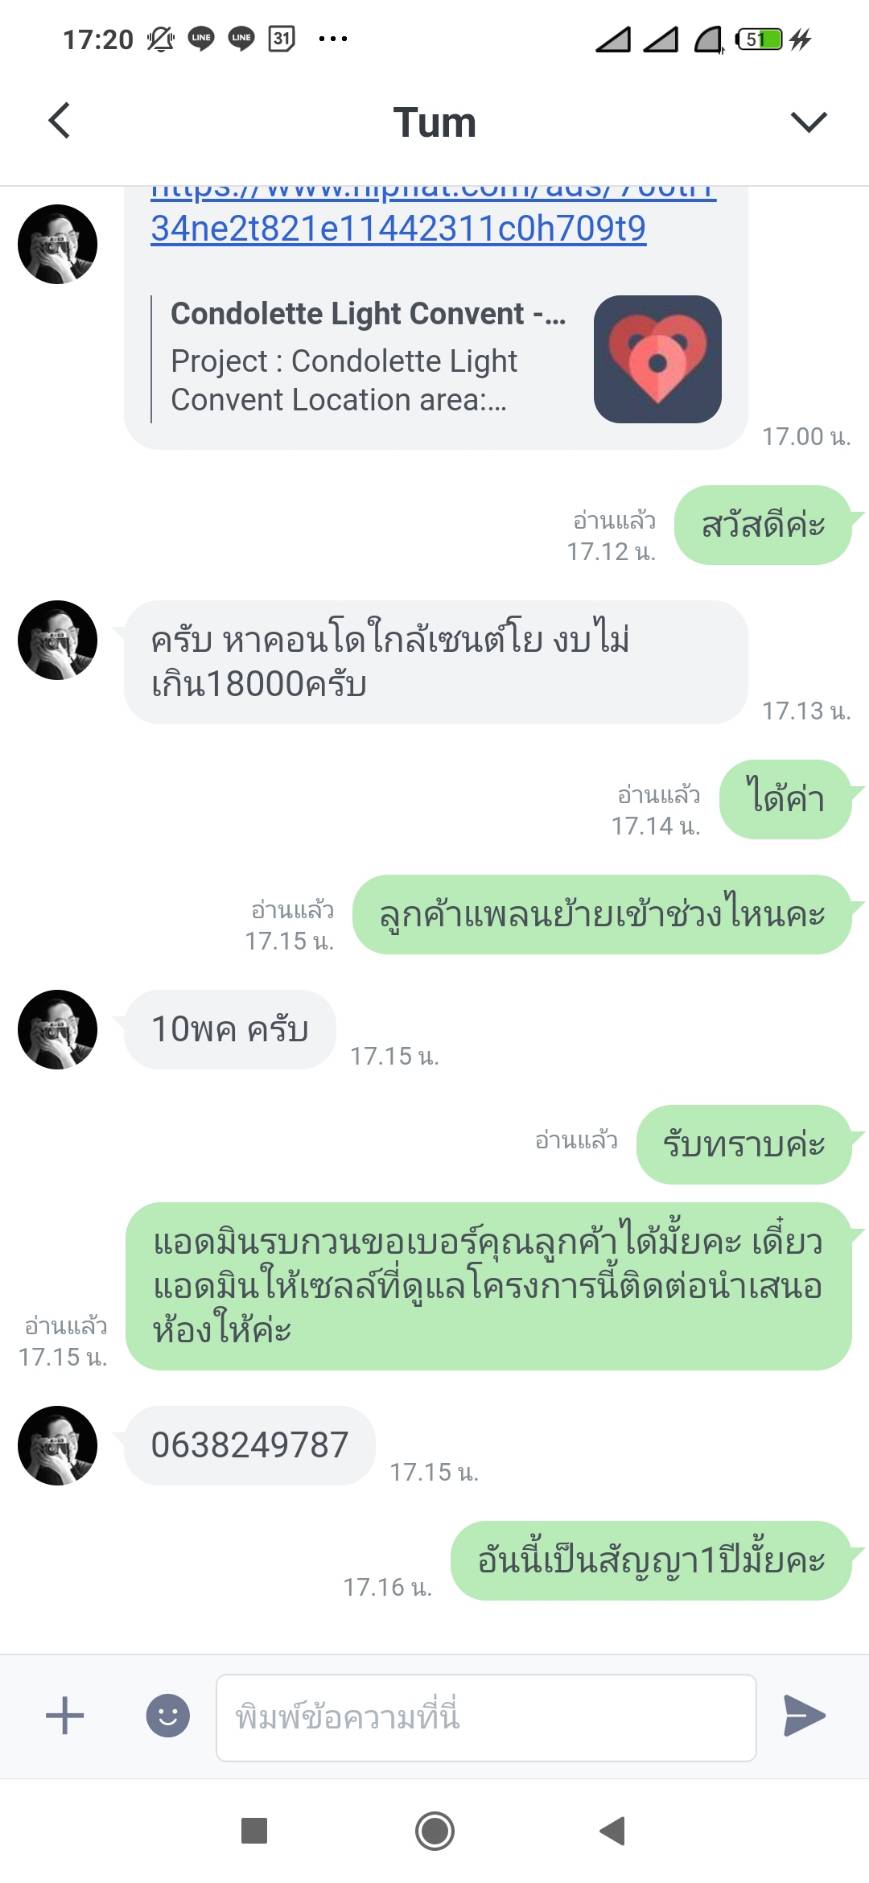 17:20
LINE
LINE
31
51
Tum
34ne2t821e11442311c0h709t9
Condolette Light Convent -...
Project : Condolette Light
Convent Location area:...
17.00 น.
สวัสดีค่ะ
อ่านแล้ว
17.12 น.
ครับ หาคอนโดใกล้เซนต์โย งบไม่
เกิน18000ครับ
17.13 น.
ได้ค่า
อ่านแล้ว
17.14 น.
ลูกค้าแพลนย้ายเข้าช่วงไหนคะ
อ่านแล้ว
17.15 น.
10พค ครับ
17.15 น.
อ่านแล้ว
รับทราบค่ะ
แอดมินรบกวนขอเบอร์คุณลูกค้าได้มั้ยคะ เดี๋ยว
แอดมินให้เซลล์ที่ดูแลโครงการนี้ติดต่อนำเสนอ
ห้องให้ค่ะ
อ่านแล้ว
17.15 น.
0638249787
17.15 น.
อันนี้เป็นสัญญา1ปีมั้ยคะ
17.16 น.
พิมพ์ข้อความที่นี่